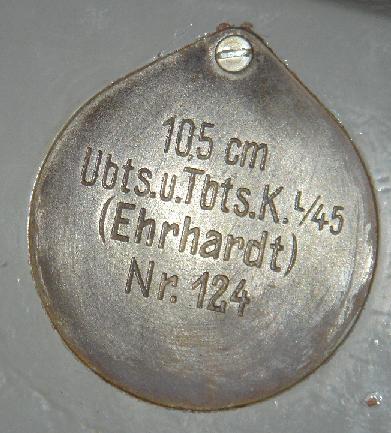 10,5 cm
Ubts.u.Tbts.K. L/45
(Ehrhardt)
Nr. 124